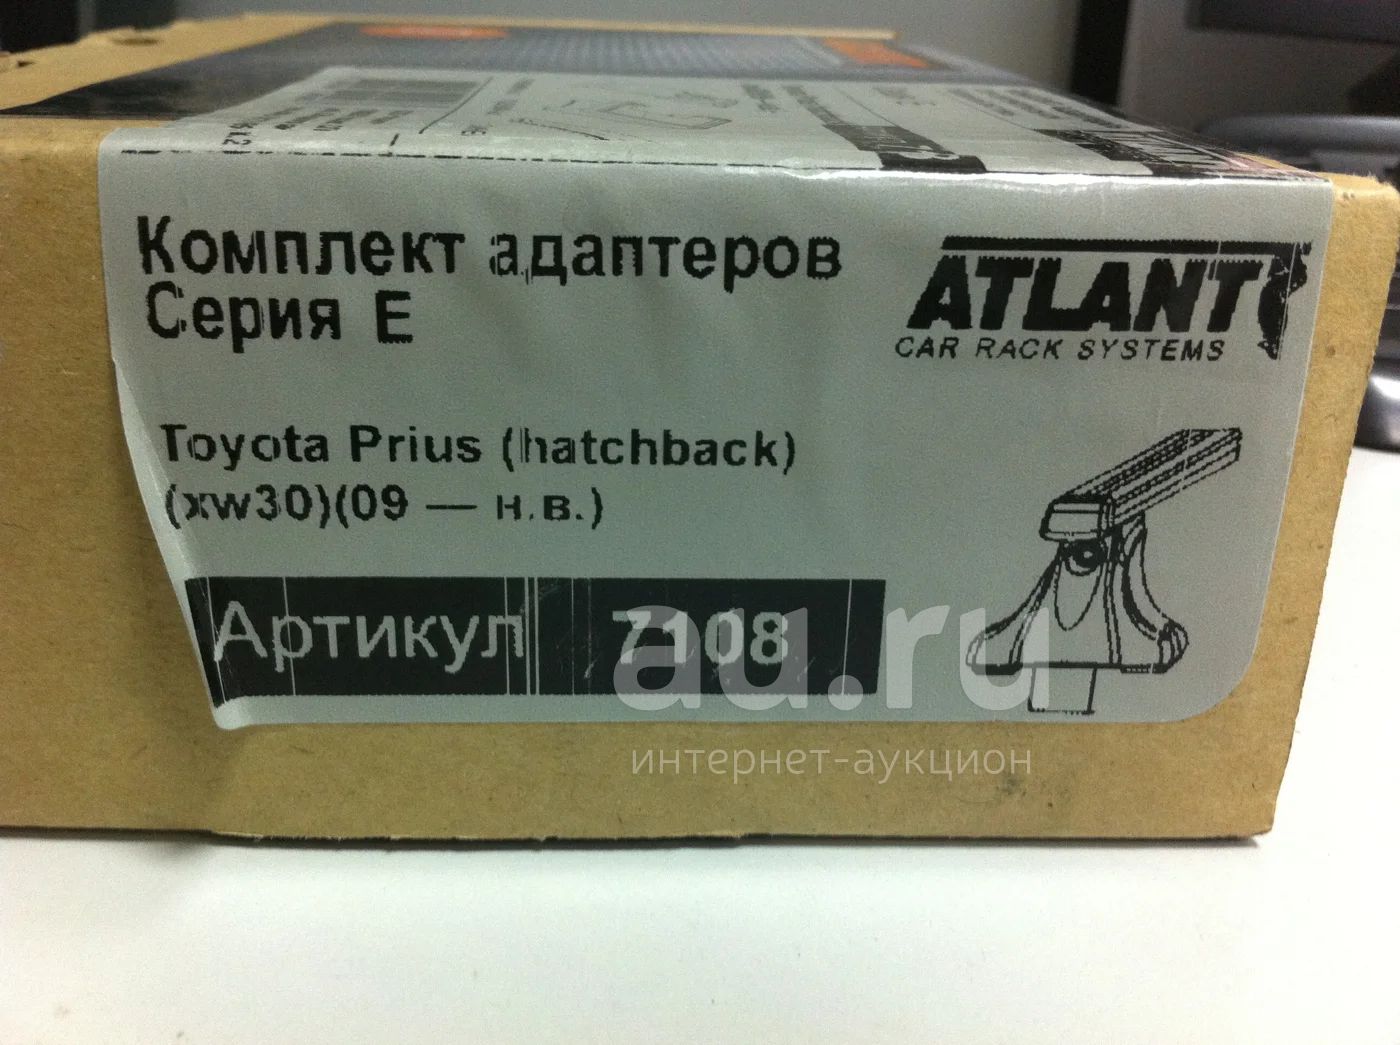 Комплект адаптеров
Серия E
ATLANT
CAR RACK SYSTEMS
Toyota Prius (hatchback)
(xw30)(09 — н.в.)
Артикул 7108
au.ru
интернет-аукцион